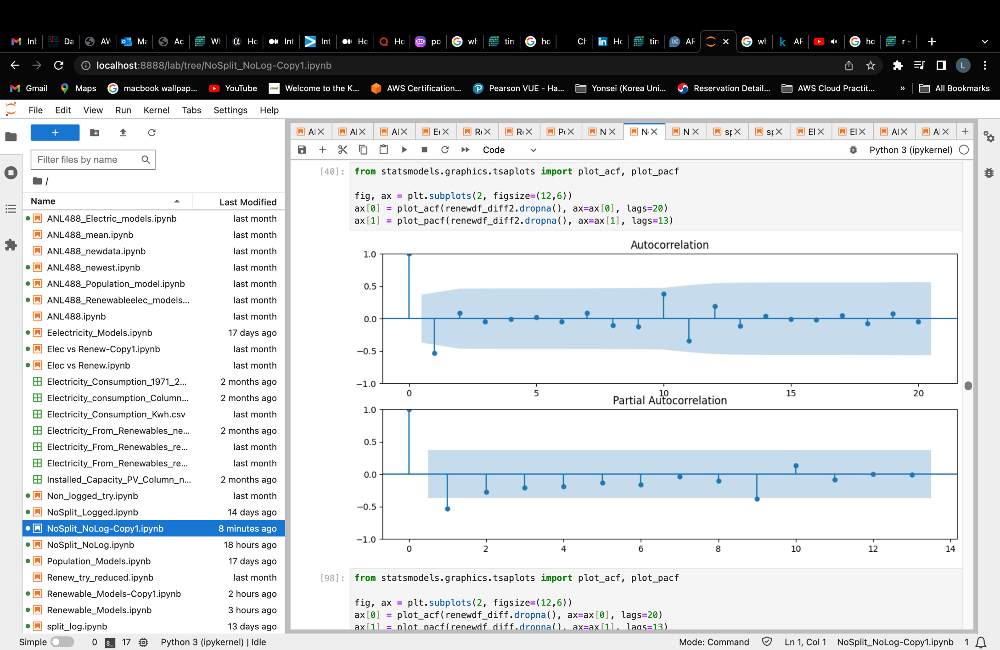 Inb
Da
AW
Ma
Ac
Wh
Ho
Int
Int
Ho
Ho
po
wh
tim
ho
Ch
Ho
tim
AR
wh
AR
ho
r -
localhost:8888/lab/tree/NoSplit_NoLog-Copy1.ipynb
L
Gmail
Maps
macbook wallpap...
YouTube
Welcome to the K...
AWS Certification...
Pearson VUE - Ha...
Yonsei (Korea Uni...
Reservation Detail...
AWS Cloud Practit...
»
All Bookmarks
File Edit View Run Kernel Tabs Settings Help
Filter files by name
/
Name Last Modified
ANL488_Electric_models.ipynb last month
ANL488_mean.ipynb last month
ANL488_newdata.ipynb last month
ANL488_newest.ipynb last month
ANL488_Population_model.ipynb last month
ANL488_Renewableelec_models... last month
ANL488.ipynb last month
Eelectricity_Models.ipynb 17 days ago
Elec vs Renew-Copy1.ipynb last month
Elec vs Renew.ipynb last month
Electricity_Consumption_1971_2... 2 months ago
Electricity_consumption_Column... 2 months ago
Electricity_Consumption_Kwh.csv last month
Electricity_From_Renewables_ne... 2 months ago
Electricity_From_Renewables_re... last month
Electricity_From_Renewables_re... last month
Installed_Capacity_PV_Column_n... 2 months ago
Non_logged_try.ipynb last month
NoSplit_Logged.ipynb 14 days ago
NoSplit_NoLog-Copy1.ipynb 8 minutes ago
NoSplit_NoLog.ipynb 18 hours ago
Population_Models.ipynb 17 days ago
Renew_try_reduced.ipynb last month
Renewable_Models-Copy1.ipynb 2 hours ago
Renewable_Models.ipynb 3 hours ago
split_log.ipynb 13 days ago
Code
Python 3 (ipykernel)
[40]:
from statsmodels.graphics.tsaplots import plot_acf, plot_pacf
fig, ax = plt.subplots(2, figsize=(12,6))
ax[0] = plot_acf(renewdf_diff2.dropna(), ax=ax[0], lags=20)
ax[1] = plot_pacf(renewdf_diff2.dropna(), ax=ax[1], lags=13)
Autocorrelation
1.0
0.5
0.0
−0.5
−1.0
0 5 10 15 20
Partial Autocorrelation
1.0
0.5
0.0
−0.5
−1.0
0 2 4 6 8 10 12 14
[98]:
from statsmodels.graphics.tsaplots import plot_acf, plot_pacf
fig, ax = plt.subplots(2, figsize=(12,6))
ax[0] = plot_acf(renewdf_diff.dropna(), ax=ax[0], lags=20)
ax[1] = plot_pacf(renewdf_diff.dropna(), ax=ax[1], lags=13)
Simple 0 $_ 17 Python 3 (ipykernel) | Idle
Mode: Command Ln 1, Col 1 NoSplit_NoLog-Copy1.ipynb 1